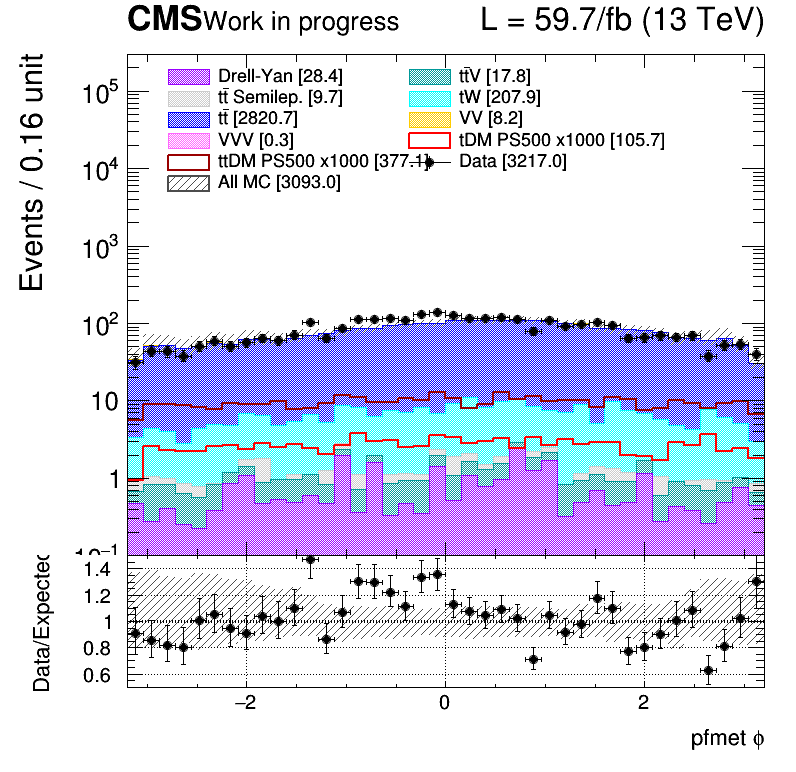 CMS Work in progress L = 59.7/fb (13 TeV)
Events / 0.16 unit
Drell-Yan [28.4] tt̄V [17.8]
tt̄ Semilep. [9.7] tW [207.9]
tt̄ [2820.7] VV [8.2]
VVV [0.3] tDM PS500 x1000 [105.7]
ttDM PS500 x1000 [377.1] Data [3217.0]
All MC [3093.0]
10⁵
10⁴
10³
10²
10
1
10⁻¹
Data/Expected
1.4
1.2
1
0.8
0.6
−2 0 2
pfmet ϕ